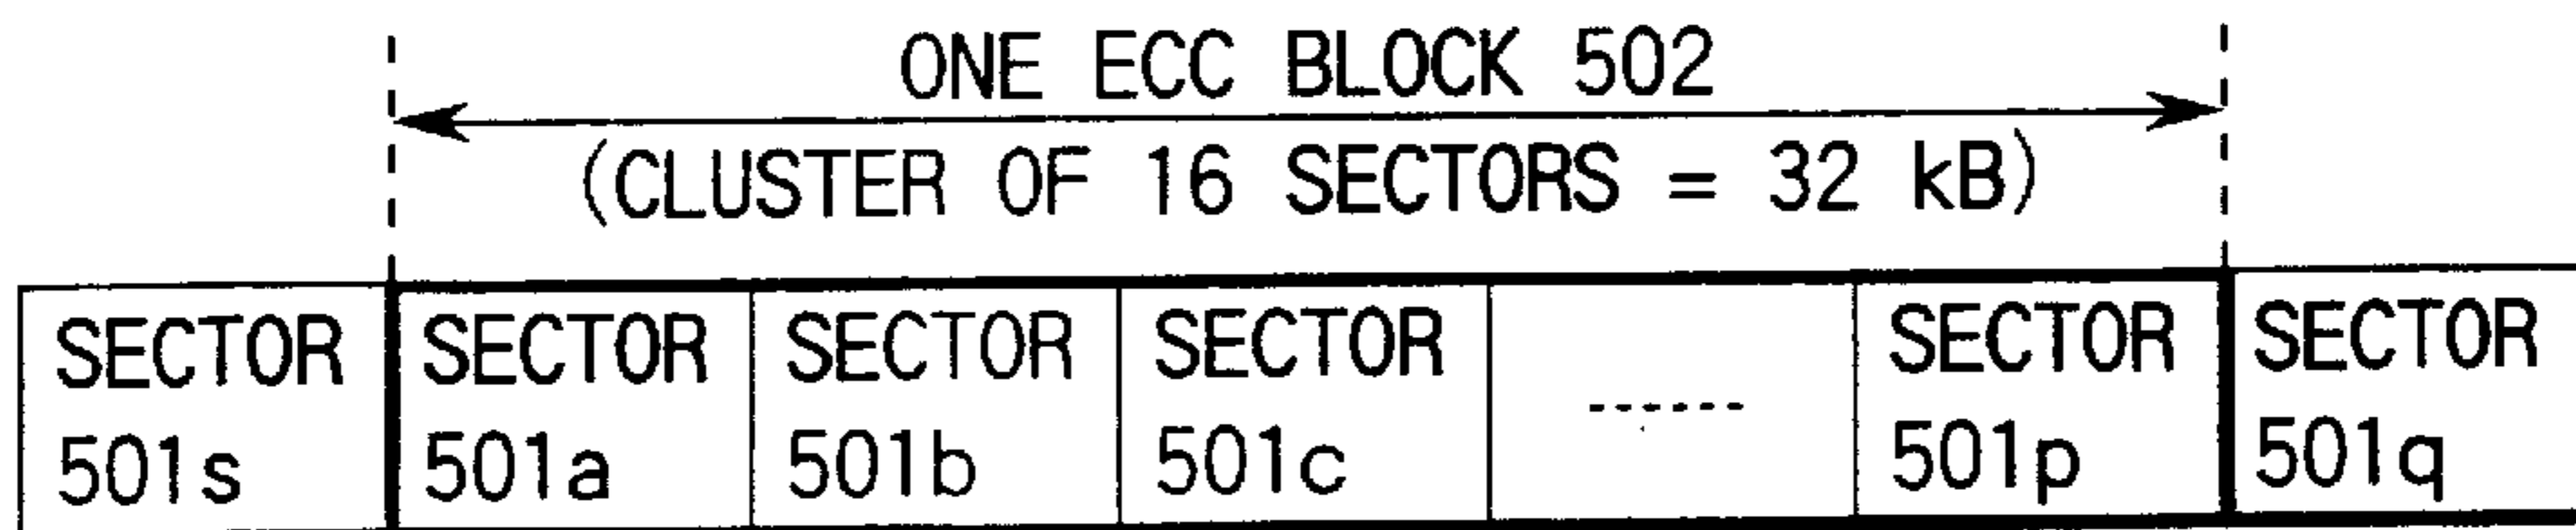 ONE ECC BLOCK 502
(CLUSTER OF 16 SECTORS = 32 kB)
SECTOR SECTOR SECTOR SECTOR -------- SECTOR SECTOR
501s 501a 501b 501c 501p 501q